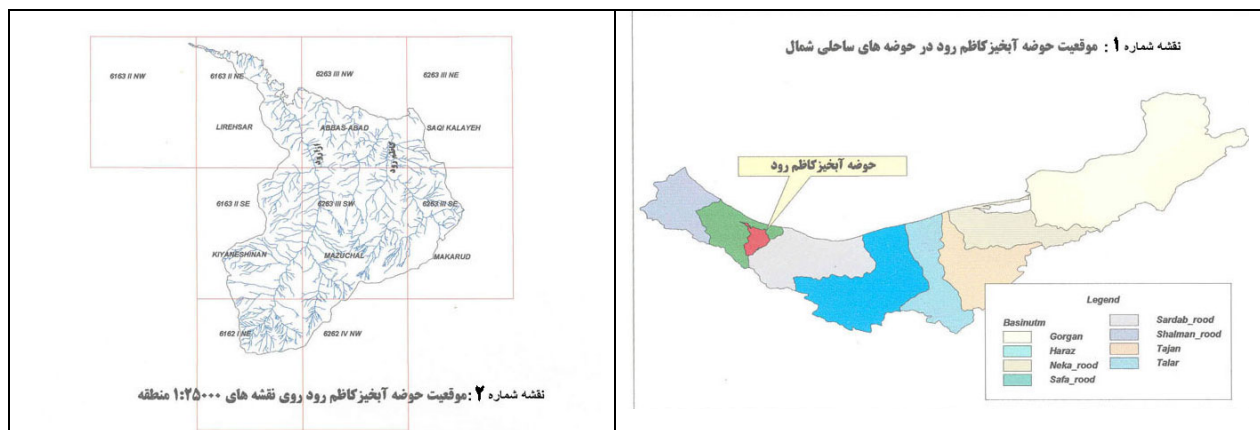 6163 II NW
6163 II NE
6263 III NW
6263 III NE
LIREHSAR
ABBAS-ABAD
SAQI KALAYEH
ازارود
کاظم رود
6163 II SE
6263 III SW
6263 III SE
KIYANESHINAN
MAZUCHAL
MAKARUD
6162 I NE
6262 IV NW
نقشه شماره ۲ :موقعیت حوضه آبخیزکاظم رود روی نقشه های ۱:۲۵۰۰۰ منطقه
نقشه شماره ۱ : موقعیت حوضه آبخیزکاظم رود در حوضه های ساحلی شمال
حوضه آبخیزکاظم رود
Legend
Basinutm
Gorgan
Haraz
Neka_rood
Safa_rood
Sardab_rood
Shalman_rood
Tajan
Talar